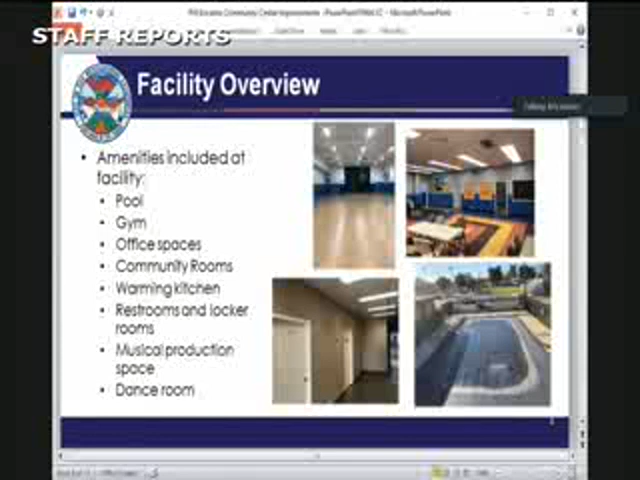 STAFF REPORTS
Facility Overview
• Amenities included at
facility:
• Pool
• Gym
• Office spaces
• Community Rooms
• Warming kitchen
• Restrooms and locker
rooms
• Musical production
space
• Dance room